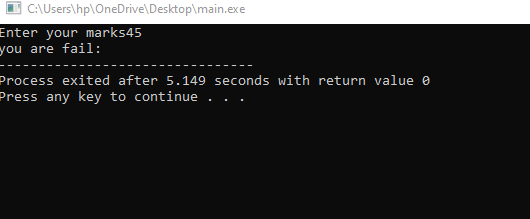 C:\Users\hp\OneDrive\Desktop\main.exe
Enter your marks45
you are fail:
--------------------------------
Process exited after 5.149 seconds with return value 0
Press any key to continue . . .